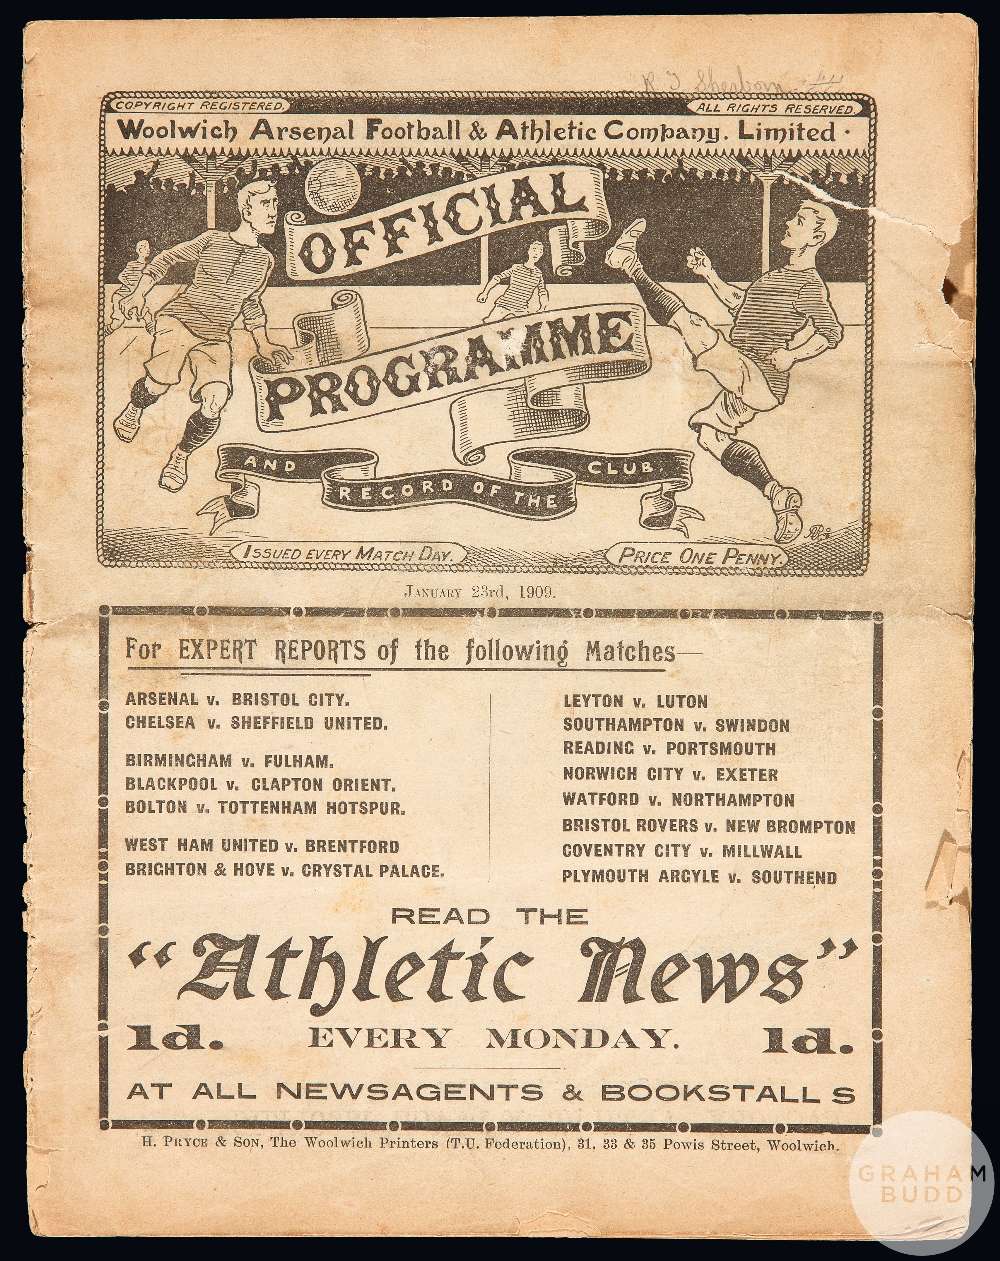 COPYRIGHT REGISTERED.
ALL RIGHTS RESERVED.
Woolwich Arsenal Football & Athletic Company. Limited.
OFFICIAL
PROGRAMME
AND
RECORD OF THE
CLUB.
ISSUED EVERY MATCH DAY.
PRICE ONE PENNY.
JANUARY 23rd, 1909.
For EXPERT REPORTS of the following Matches—
ARSENAL v. BRISTOL CITY.
CHELSEA v. SHEFFIELD UNITED.
BIRMINGHAM v. FULHAM.
BLACKPOOL v. CLAPTON ORIENT.
BOLTON v. TOTTENHAM HOTSPUR.
WEST HAM UNITED v. BRENTFORD
BRIGHTON & HOVE v. CRYSTAL PALACE.
LEYTON v. LUTON
SOUTHAMPTON v. SWINDON
READING v. PORTSMOUTH
NORWICH CITY v. EXETER
WATFORD v. NORTHAMPTON
BRISTOL ROVERS v. NEW BROMPTON
COVENTRY CITY v. MILLWALL
PLYMOUTH ARGYLE v. SOUTHEND
READ THE
"Athletic News"
1d. EVERY MONDAY. 1d.
AT ALL NEWSAGENTS & BOOKSTALLS
H. PRYCE & SON, The Woolwich Printers (T.U. Federation), 31, 33 & 35 Powis Street, Woolwich.
GRAHAM
BUDD